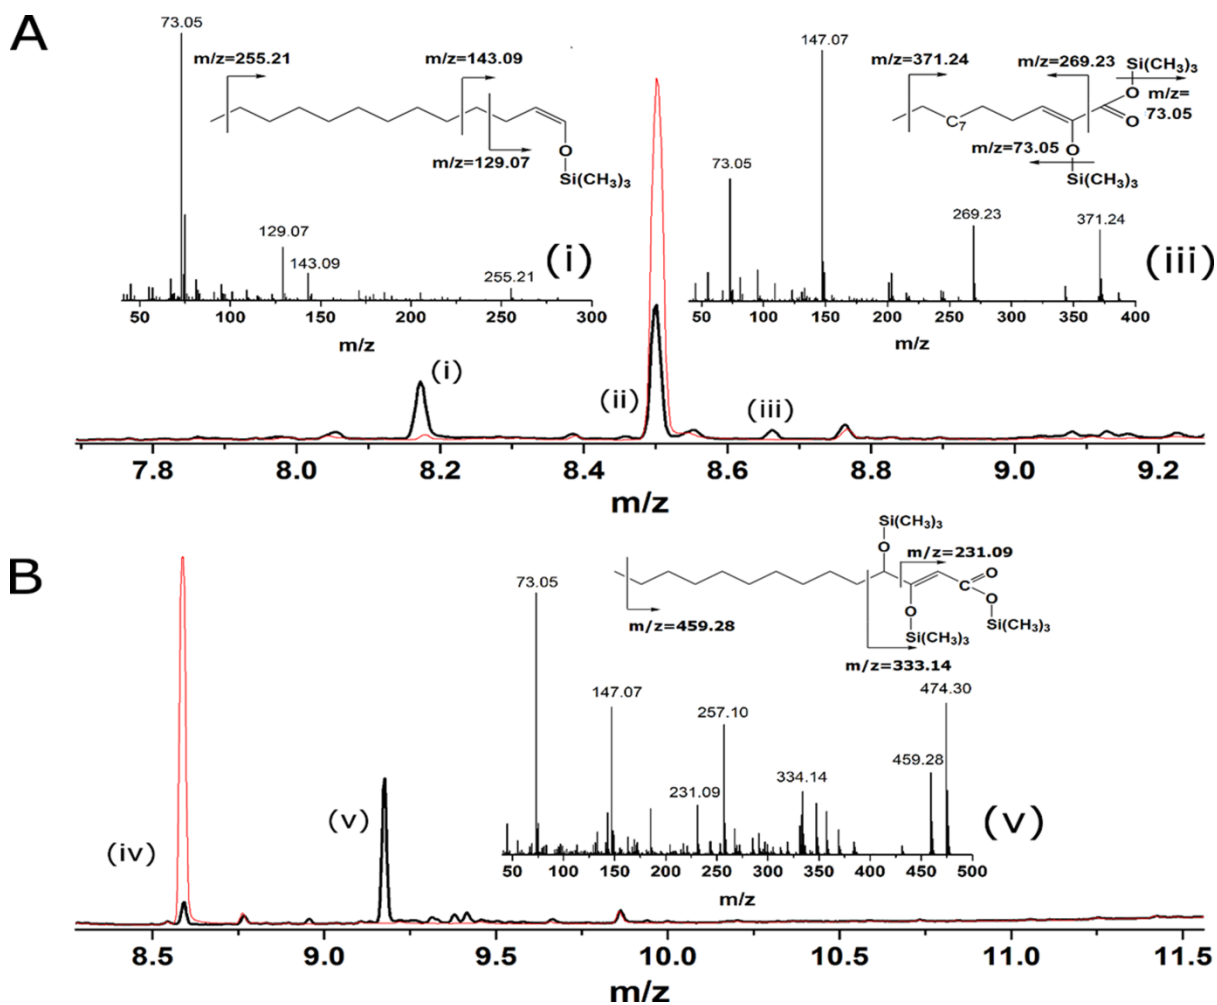 A
73.05
m/z=255.21
m/z=143.09
m/z=129.07
O
Si(CH₃)₃
129.07
143.09
255.21
(i)
50 100 150 200 250 300
m/z
147.07
73.05
269.23
371.24
m/z=371.24
m/z=269.23
Si(CH₃)₃
O
m/z=
73.05
C₇
O
O
m/z=73.05
Si(CH₃)₃
(iii)
50 100 150 200 250 300 350 400
m/z
(i)
(ii)
(iii)
7.8 8.0 8.2 8.4 8.6 8.8 9.0 9.2
m/z
B
Si(CH₃)₃
O
m/z=231.09
O
C
O
O
Si(CH₃)₃
Si(CH₃)₃
m/z=459.28
m/z=333.14
73.05
147.07
231.09
257.10
334.14
459.28
474.30
(v)
50 100 150 200 250 300 350 400 450 500
m/z
(iv)
(v)
8.5 9.0 9.5 10.0 10.5 11.0 11.5
m/z